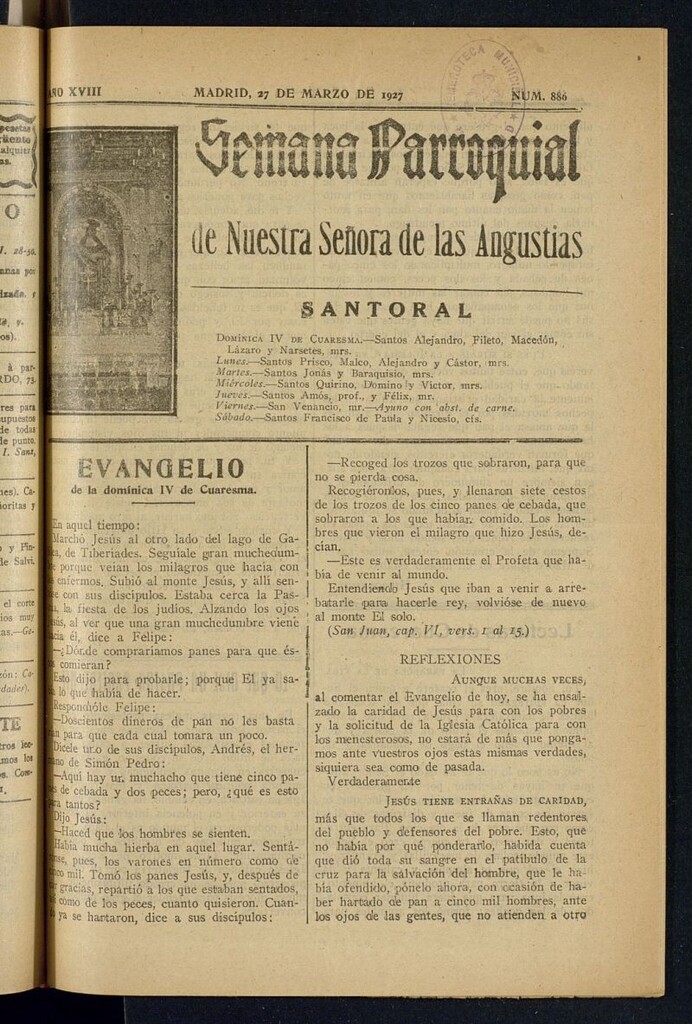 AÑO XVIII
MADRID, 27 DE MARZO DE 1927
NUM. 886
Semana Parroquial
de Nuestra Señora de las Angustias
SANTORAL
DOMÍNICA IV DE CUARESMA.—Santos Alejandro, Fileto, Macedón,
Lázaro y Narsetes, mrs.
Lunes.—Santos Prisco, Malco, Alejandro y Cástor, mrs.
Martes.—Santos Jonás y Baraquisio, mrs.
Miércoles.—Santos Quirino, Domino y Victor, mrs.
Jueves.—Santos Amós, prof., y Félix, mr.
Viernes.—San Venancio, mr.—Ayuno con abst. de carne.
Sábado.—Santos Francisco de Paula y Nicesio, cfs.
EVANGELIO
de la domínica IV de Cuaresma.
En aquel tiempo:
Marchó Jesús al otro lado del lago de Ga-
ea, de Tiberiades. Seguiale gran muchedum-
porque veían los milagros que hacía con
enfermos. Subió al monte Jesús, y allí sen-
se con sus discipulos. Estaba cerca la Pas-
la fiesta de los judíos. Alzando los ojos
sús, al ver que una gran muchedumbre viene
cia él, dice a Felipe:
—¿Dónde compraríamos panes para que és-
comieran?
Esto dijo para probarle; porque El ya sa-
lo que había de hacer.
Respondióle Felipe:
—Doscientos dineros de pan no les basta
para que cada cual tomara un poco.
Dícele uno de sus discipulos, Andrés, el her-
no de Simón Pedro:
—Aquí hay un muchacho que tiene cinco pa-
es de cebada y dos peces; pero, ¿qué es esto
ra tantos?
Dijo Jesús:
—Haced que los hombres se sienten.
Había mucha hierba en aquel lugar. Sentá-
nse, pues, los varones en número como de
nco mil. Tomó los panes Jesús, y, después de
gracias, repartió a los que estaban sentados,
como de los peces, cuanto quisieron. Cuan-
ya se hartaron, dice a sus discipulos:
—Recoged los trozos que sobraron, para que
no se pierda cosa.
Recogiéronlos, pues, y llenaron siete cestos
de los trozos de los cinco panes de cebada, que
sobraron a los que habían comido. Los hom-
bres que vieron el milagro que hizo Jesús, de-
cían.
—Este es verdaderamente el Profeta que ha-
bía de venir al mundo.
Entendiendo Jesús que iban a venir a arre-
batarle para hacerle rey, volvióse de nuevo
al monte El solo.
(San Juan, cap. VI, vers. 1 al 15.)
REFLEXIONES
AUNQUE MUCHAS VECES,
al comentar el Evangelio de hoy, se ha ensal-
zado la caridad de Jesús para con los pobres
y la solicitud de la Iglesia Católica para con
los menesterosos, no estará de más que ponga-
mos ante vuestros ojos estas mismas verdades,
siquiera sea como de pasada.
Verdaderamente
JESÚS TIENE ENTRAÑAS DE CARIDAD,
más que todos los que se llaman redentores
del pueblo y defensores del pobre. Esto, que
no había por qué ponderarlo, habida cuenta
que dió toda su sangre en el patíbulo de la
cruz para la salvación del hombre, que le ha-
bía ofendido, pónelo ahora, con ocasión de ha-
ber hartado de pan a cinco mil hombres, ante
los ojos de las gentes, que no atienden a otro